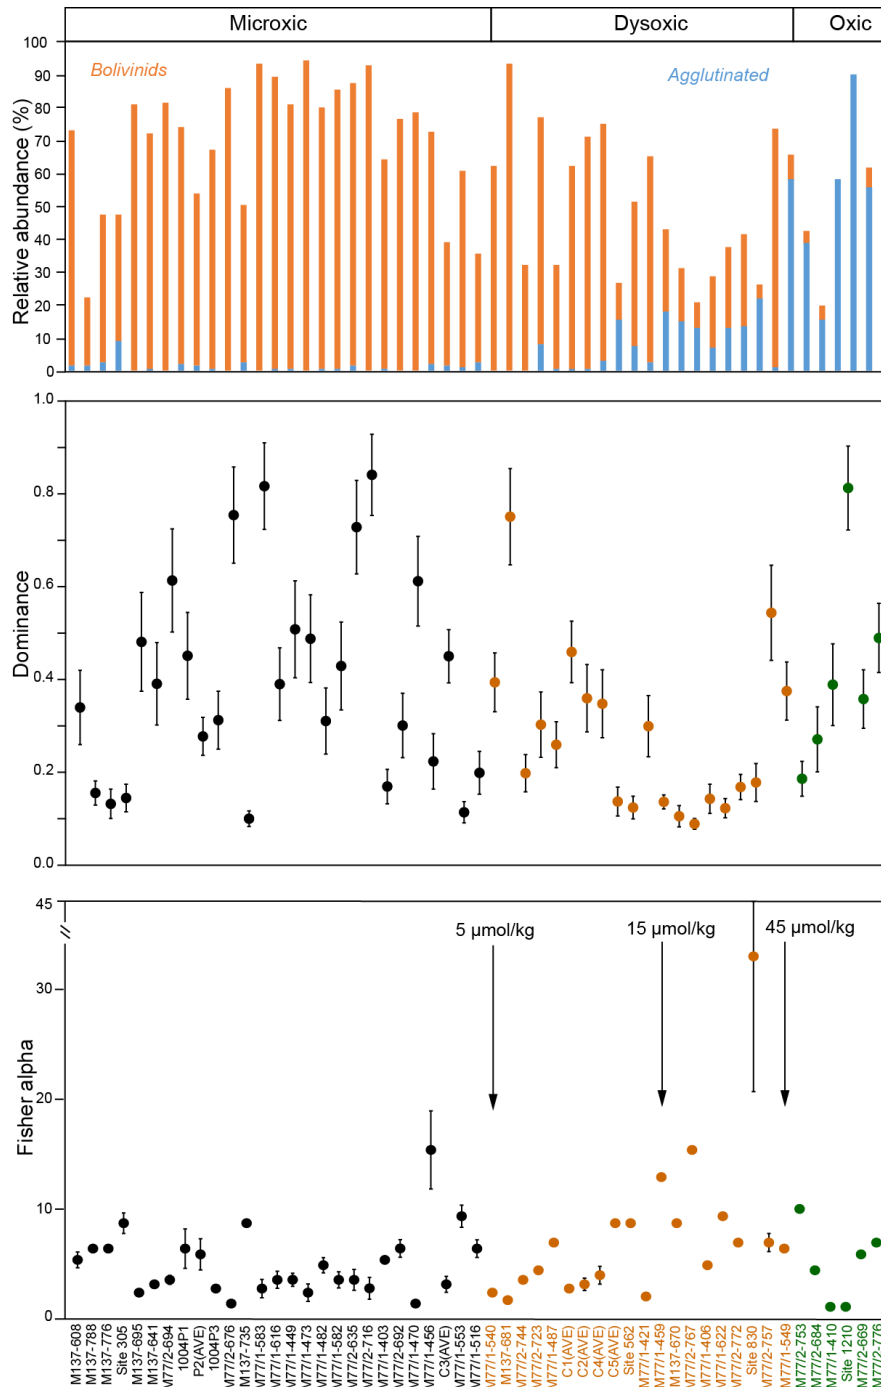 Microxic Dysoxic Oxic
100
90
80
70
60
50
40
30
20
10
0
Relative abundance (%)
Bolivinids Agglutinated
1.0
0.8
0.6
0.4
0.2
0.0
Dominance
45
//
30
20
10
0
Fisher alpha
5 µmol/kg 15 µmol/kg 45 µmol/kg
M137-608
M137-788
M137-776
Site 305
M137-695
M137-641
M77/2-694
1004P1
P2(AVE)
1004P3
M77/2-676
M137-735
M77/1-583
M77/1-616
M77/1-449
M77/1-473
M77/1-482
M77/1-582
M77/2-635
M77/2-716
M77/1-403
M77/2-692
M77/1-470
M77/1-456
C3(AVE)
M77/1-553
M77/1-516
M77/1-540
M137-681
M77/2-744
M77/2-723
M77/1-487
C1(AVE)
C2(AVE)
C4(AVE)
C5(AVE)
Site 562
M77/1-421
M77/1-459
M137-670
M77/2-767
M77/1-406
M77/1-622
M77/2-772
Site 830
M77/2-757
M77/1-549
M77/2-753
M77/2-684
M77/1-410
Site 1210
M77/2-669
M77/2-776